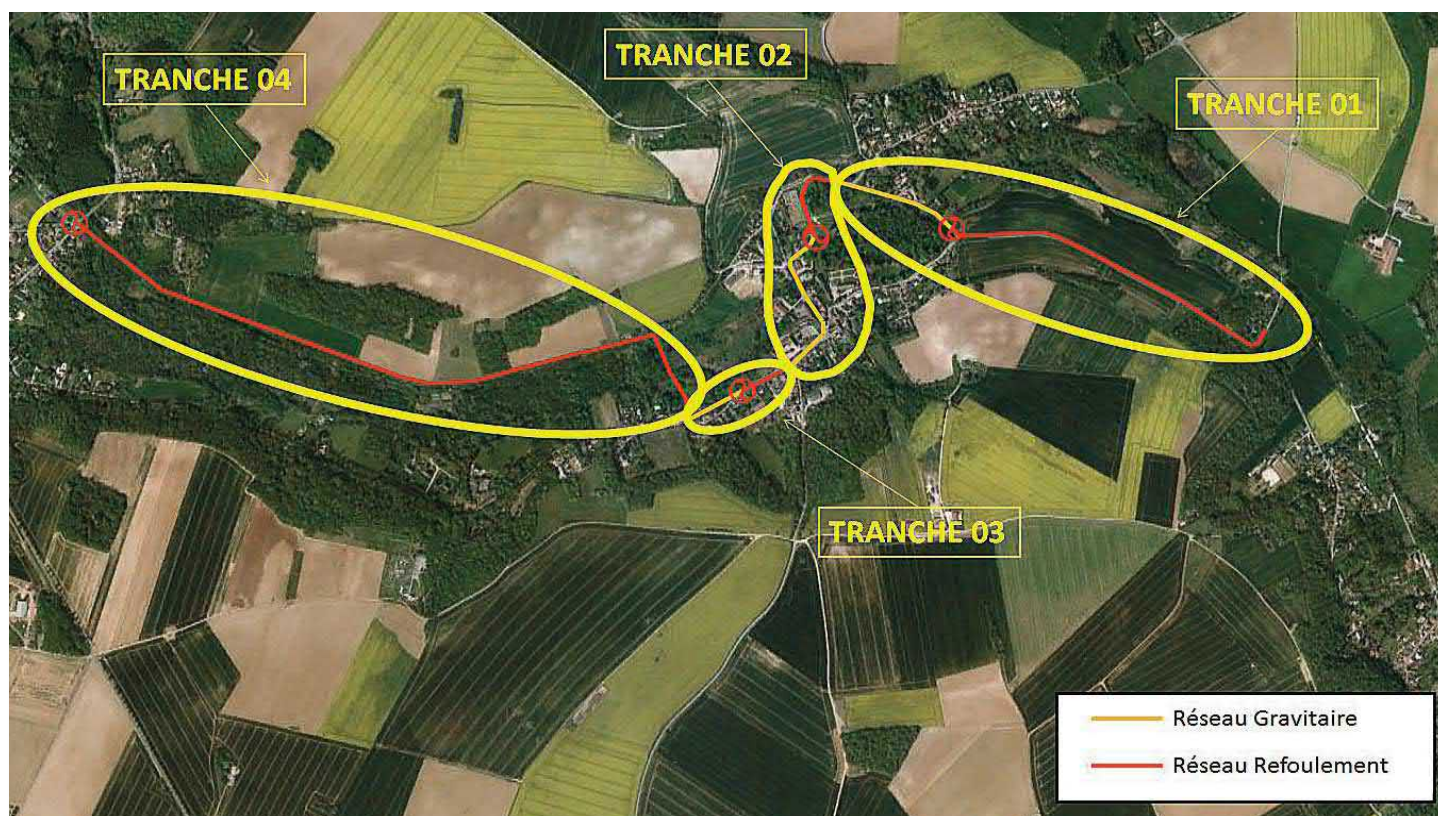 TRANCHE 04
TRANCHE 02
TRANCHE 01
TRANCHE 03
Réseau Gravitaire
Réseau Refoulement